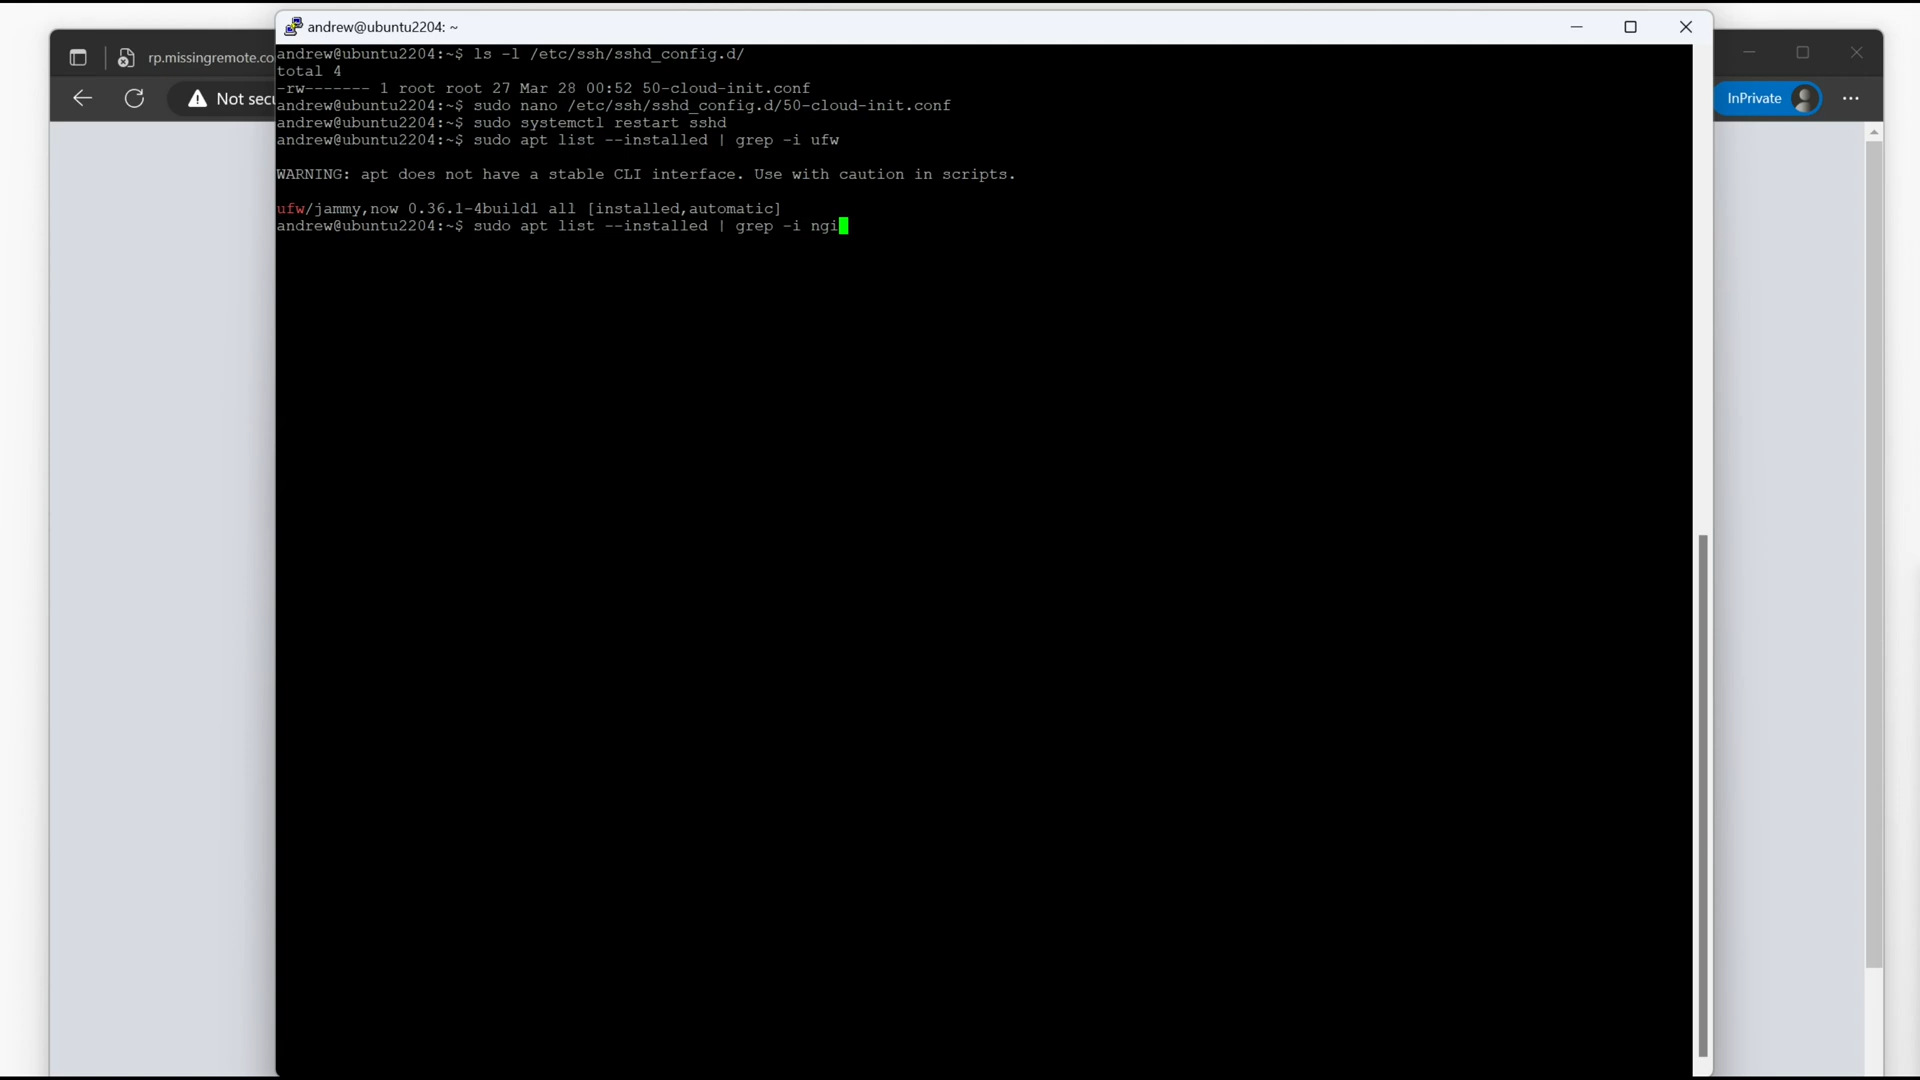 andrew@ubuntu2204: ~
rp.missingremote.co
Not secu
InPrivate
andrew@ubuntu2204:~$ ls -l /etc/ssh/sshd_config.d/
total 4
-rw------- 1 root root 27 Mar 28 00:52 50-cloud-init.conf
andrew@ubuntu2204:~$ sudo nano /etc/ssh/sshd_config.d/50-cloud-init.conf
andrew@ubuntu2204:~$ sudo systemctl restart sshd
andrew@ubuntu2204:~$ sudo apt list --installed | grep -i ufw
WARNING: apt does not have a stable CLI interface. Use with caution in scripts.
ufw/jammy,now 0.36.1-4build1 all [installed,automatic]
andrew@ubuntu2204:~$ sudo apt list --installed | grep -i ngi